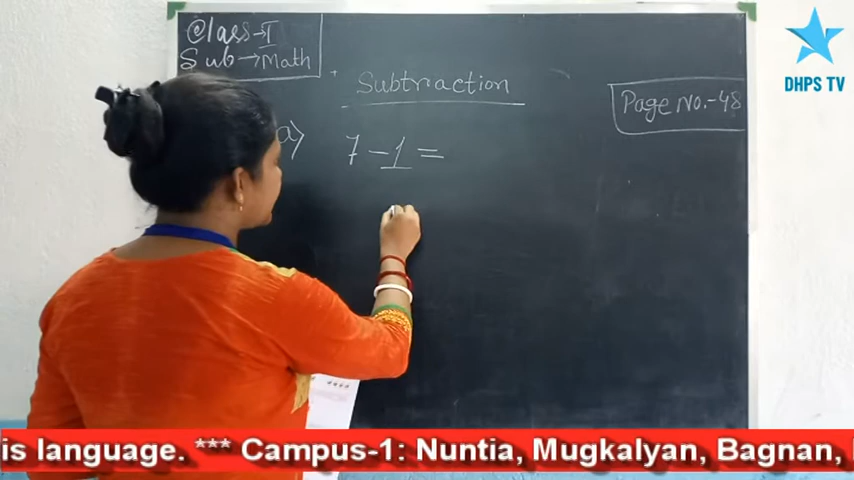 Class→I
Sub→Math
Subtraction
Page No.-48
a)
7-1=
DHPS TV
is language. *** Campus-1: Nuntia, Mugkalyan, Bagnan,